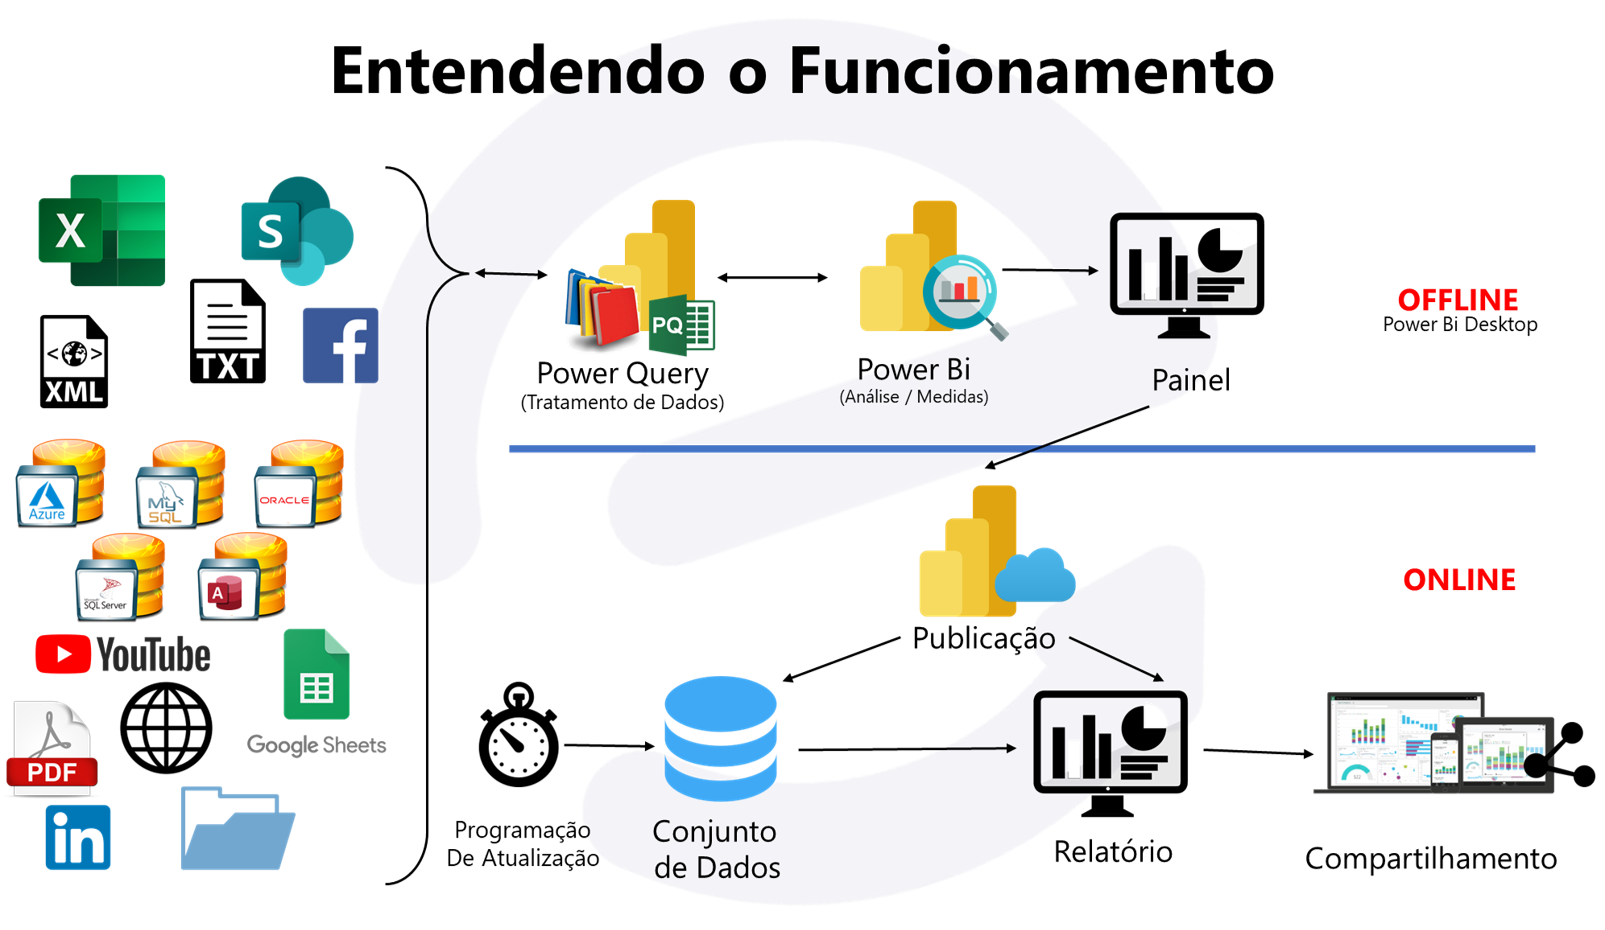 Entendendo o Funcionamento
X
S
XML
TXT
f
PQ
Power Query
(Tratamento de Dados)
Power Bi
(Análise / Medidas)
Painel
OFFLINE
Power Bi Desktop
Azure
My
SQL
ORACLE
Microsoft
SQL Server
A
YouTube
Google Sheets
PDF
in
Publicação
ONLINE
Programação
De Atualização
Conjunto
de Dados
Relatório
Compartilhamento